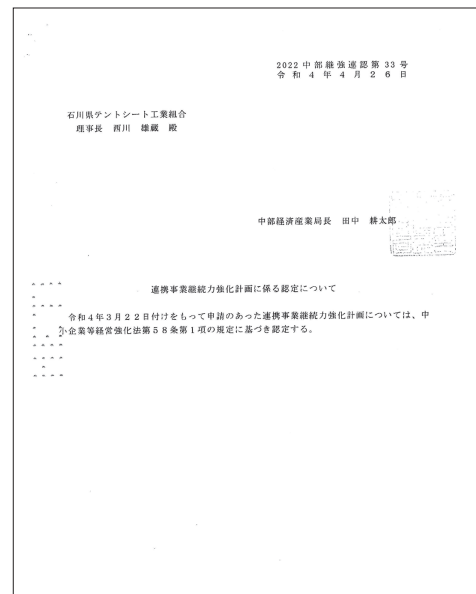 2022中部継強連認第33号
令和4年4月26日
石川県テントシート工業組合
理事長 西川 雄蔵 殿
中部経済産業局長 田中 耕太郎
連携事業継続力強化計画に係る認定について
令和4年3月22日付けをもって申請のあった連携事業継続力強化計画については、中
小企業等経営強化法第58条第1項の規定に基づき認定する。